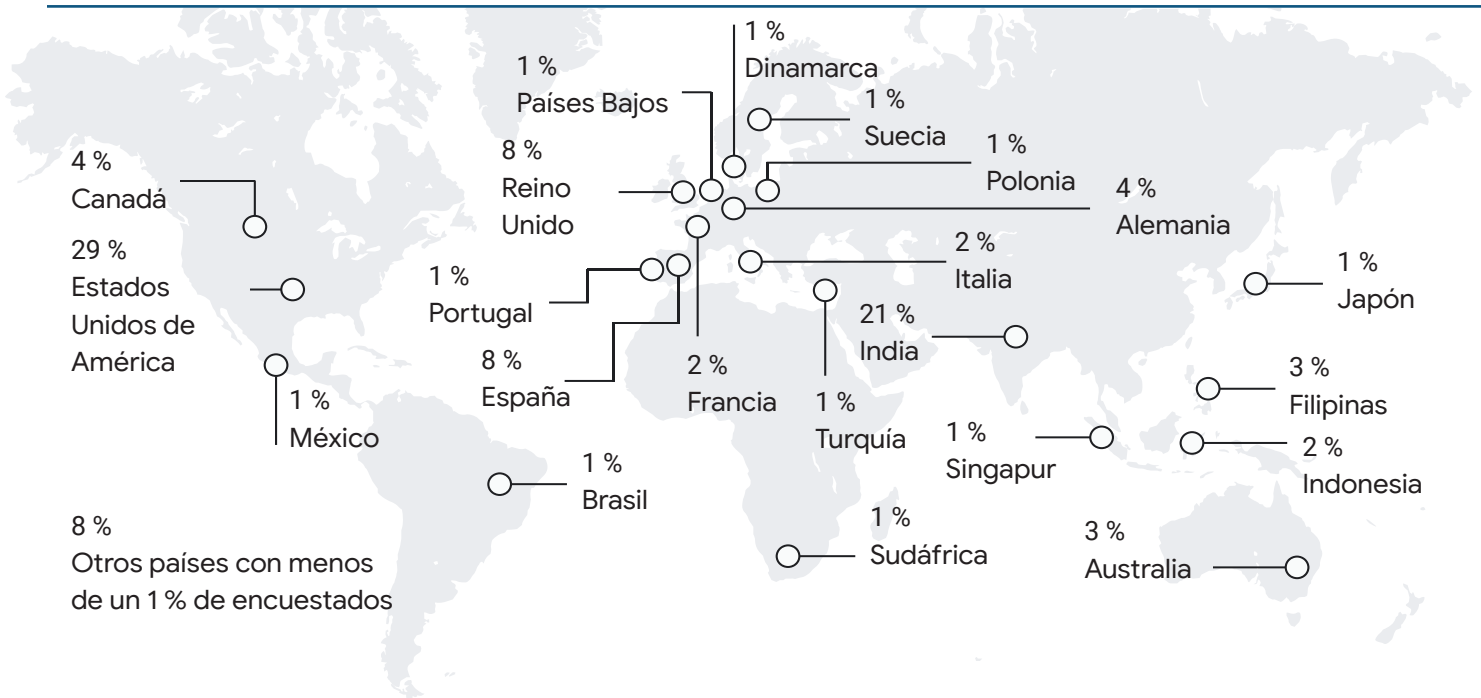 1 %
Dinamarca
1 %
Países Bajos
1 %
Suecia
8 %
Reino
Unido
1 %
Polonia
4 %
Canadá
4 %
Alemania
29 %
Estados
Unidos de
América
1 %
Portugal
2 %
Italia
1 %
Japón
21 %
India
8 %
España
2 %
Francia
1 %
Turquía
3 %
Filipinas
1 %
México
1 %
Singapur
2 %
Indonesia
1 %
Brasil
1 %
Sudáfrica
3 %
Australia
8 %
Otros países con menos
de un 1 % de encuestados